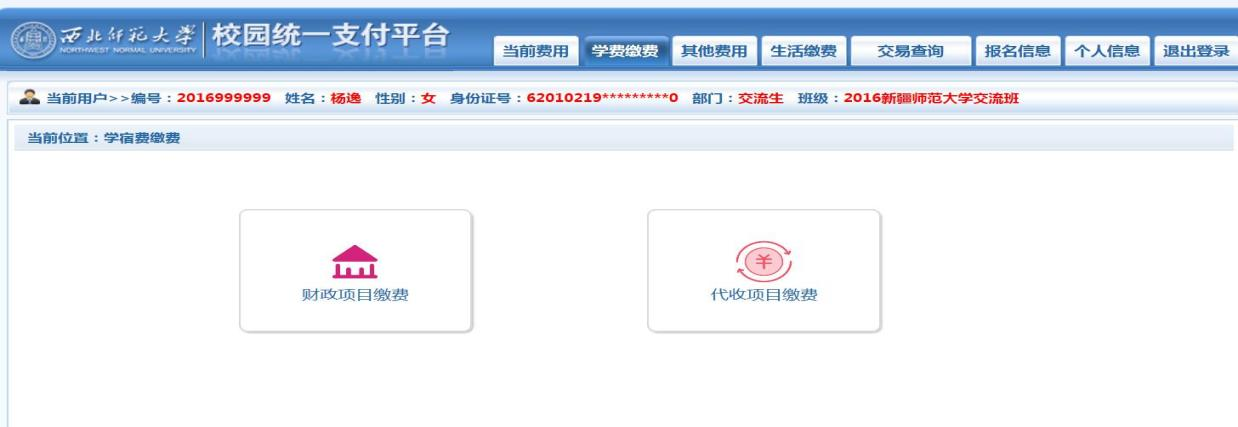 西北师范大学 校园统一支付平台
NORTHWEST NORMAL UNIVERSITY
当前费用 学费缴费 其他费用 生活缴费 交易查询 报名信息 个人信息 退出登录
当前用户>>编号：2016999999 姓名：杨逸 性别：女 身份证号：62010219*********0 部门：交流生 班级：2016新疆师范大学交流班
当前位置：学宿费缴费
¥
财政项目缴费 代收项目缴费